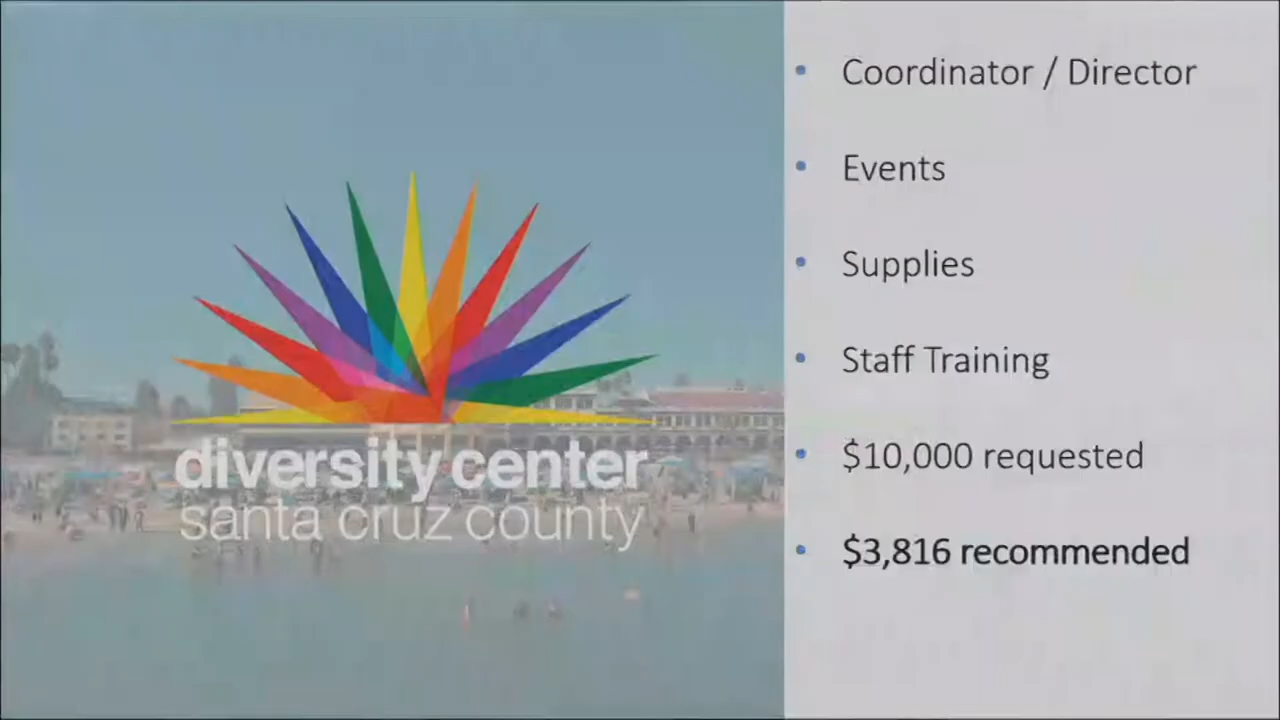 diversity center
santa cruz county
Coordinator / Director
Events
Supplies
Staff Training
$10,000 requested
$3,816 recommended